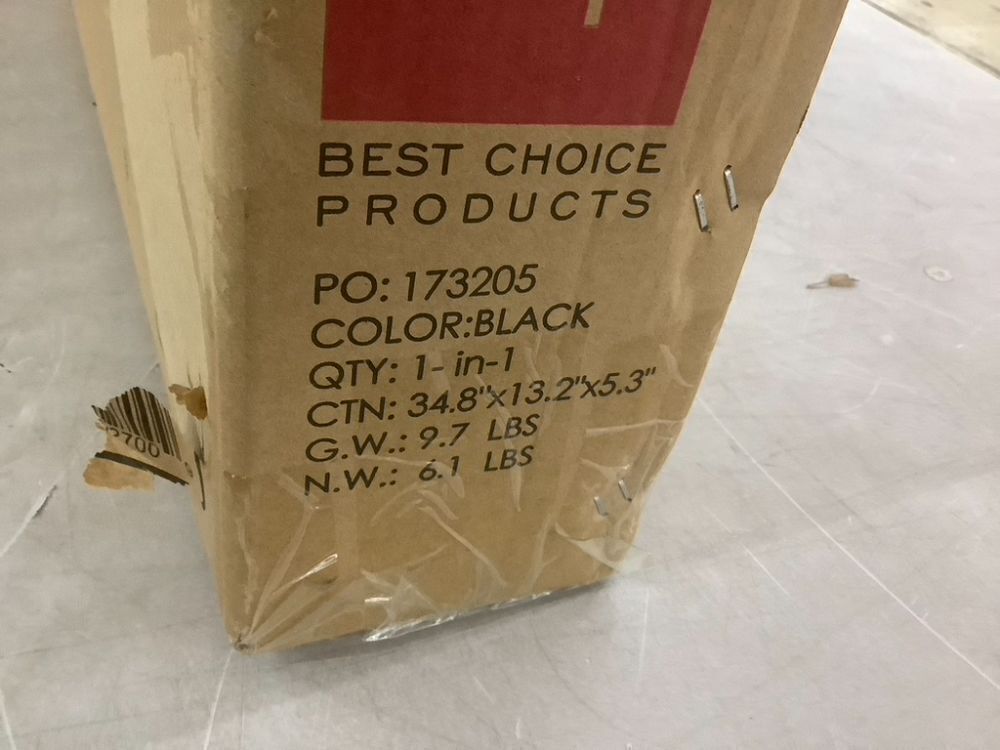 BEST CHOICE
PRODUCTS
PO: 173205
COLOR:BLACK
QTY: 1- in-1
CTN: 34.8"x13.2"x5.3"
G.W.: 9.7 LBS
N.W.: 6.1 LBS
2700